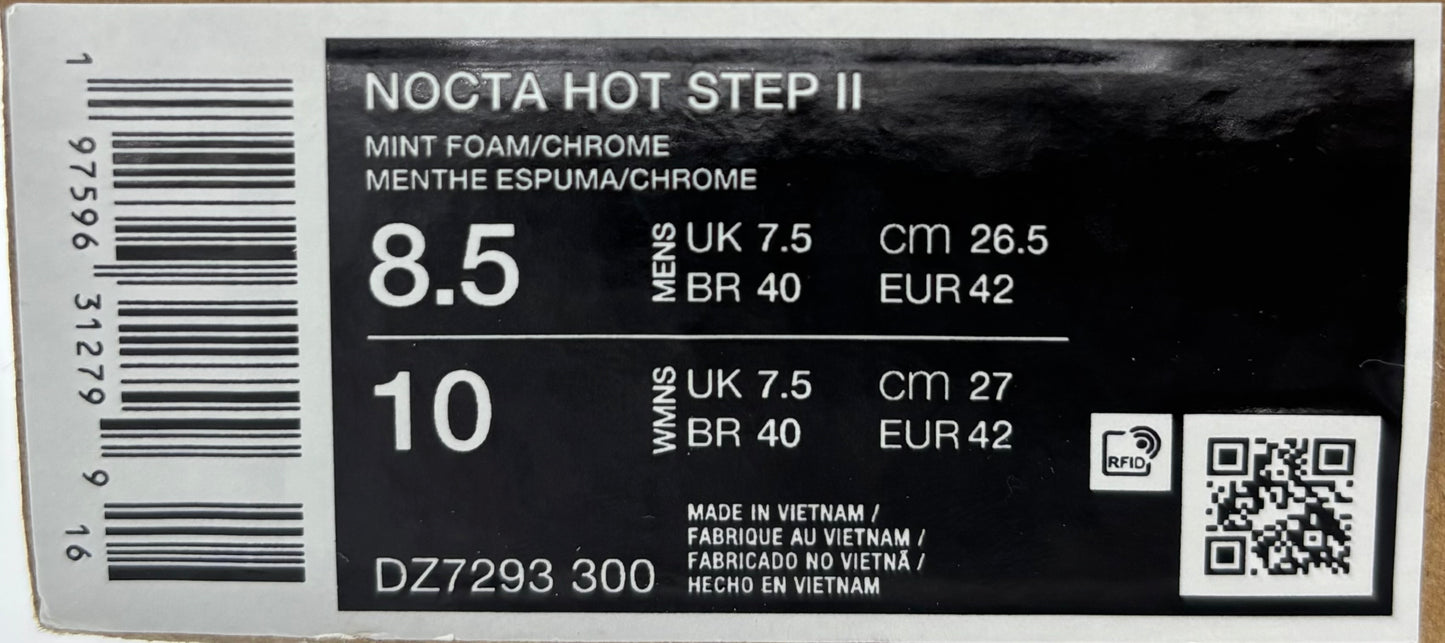 1 97596 31279 9 16
NOCTA HOT STEP II
MINT FOAM/CHROME
MENTHE ESPUMA/CHROME
8.5 MENS UK 7.5 cm 26.5
BR 40 EUR 42
10 WMNS UK 7.5 cm 27
BR 40 EUR 42
RFID
MADE IN VIETNAM /
FABRIQUE AU VIETNAM /
FABRICADO NO VIETNÃ /
HECHO EN VIETNAM
DZ7293 300